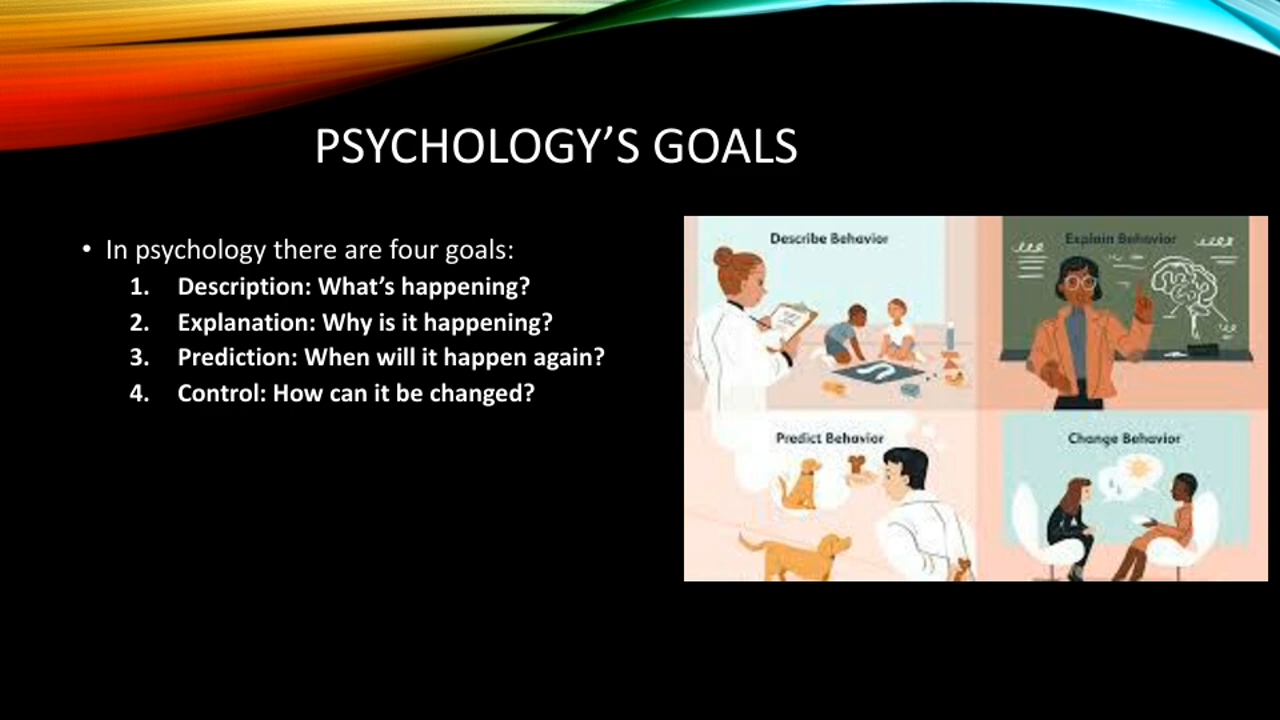 PSYCHOLOGY’S GOALS
• In psychology there are four goals:
1. Description: What’s happening?
2. Explanation: Why is it happening?
3. Prediction: When will it happen again?
4. Control: How can it be changed?
Describe Behavior
Explain Behavior
Predict Behavior
Change Behavior